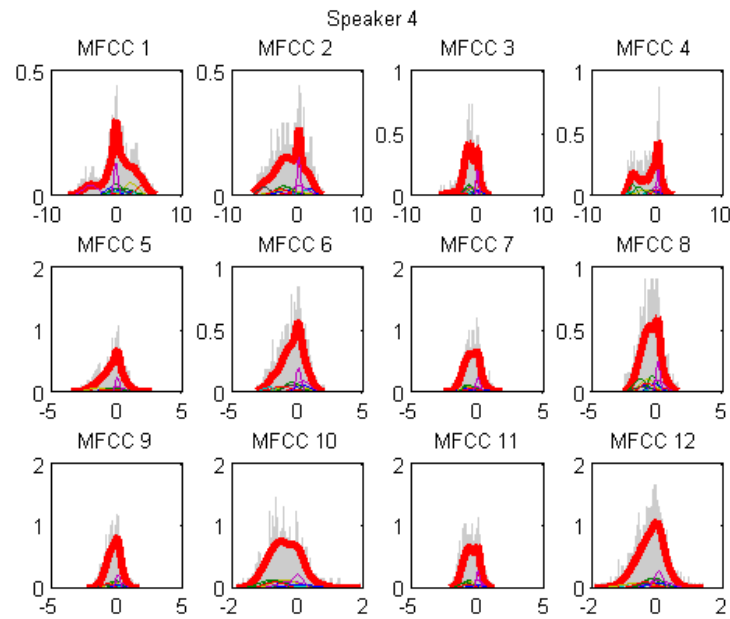 Speaker 4
MFCC 1 MFCC 2 MFCC 3 MFCC 4
0.5 0.5 1 1
0.5 0.5
0 0 0 0
-10 0 10 -10 0 10 -10 0 10 -10 0 10
MFCC 5 MFCC 6 MFCC 7 MFCC 8
2 1 2 1
1 0.5 1 0.5
0 0 0 0
-5 0 5 -5 0 5 -5 0 5 -5 0 5
MFCC 9 MFCC 10 MFCC 11 MFCC 12
2 2 2 2
1 1 1 1
0 0 0 0
-5 0 5 -2 0 2 -5 0 5 -2 0 2